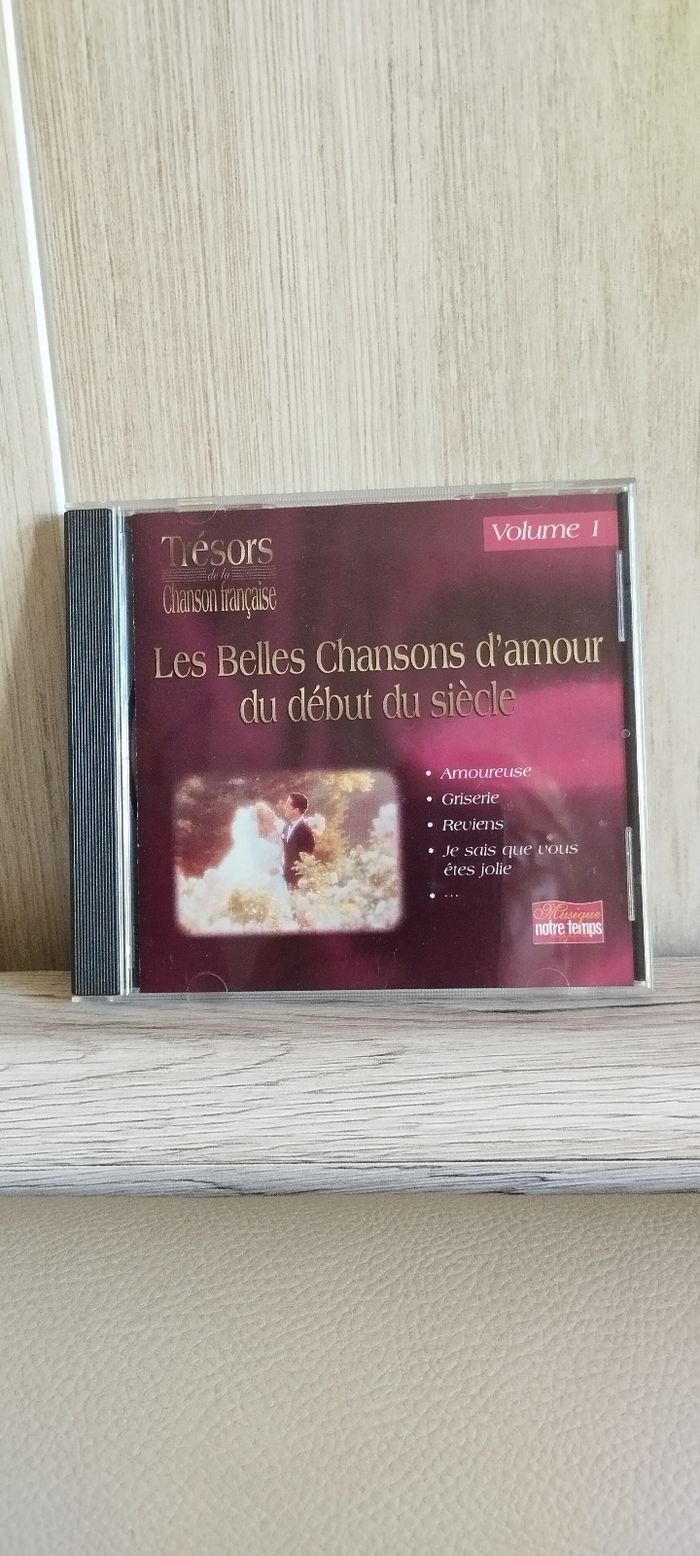 Volume 1
Trésors
de la
Chanson française
Les Belles Chansons d'amour
du début du siècle
• Amoureuse
• Griserie
• Reviens
• Je sais que vous
êtes jolie
• ...
Musique
notre temps